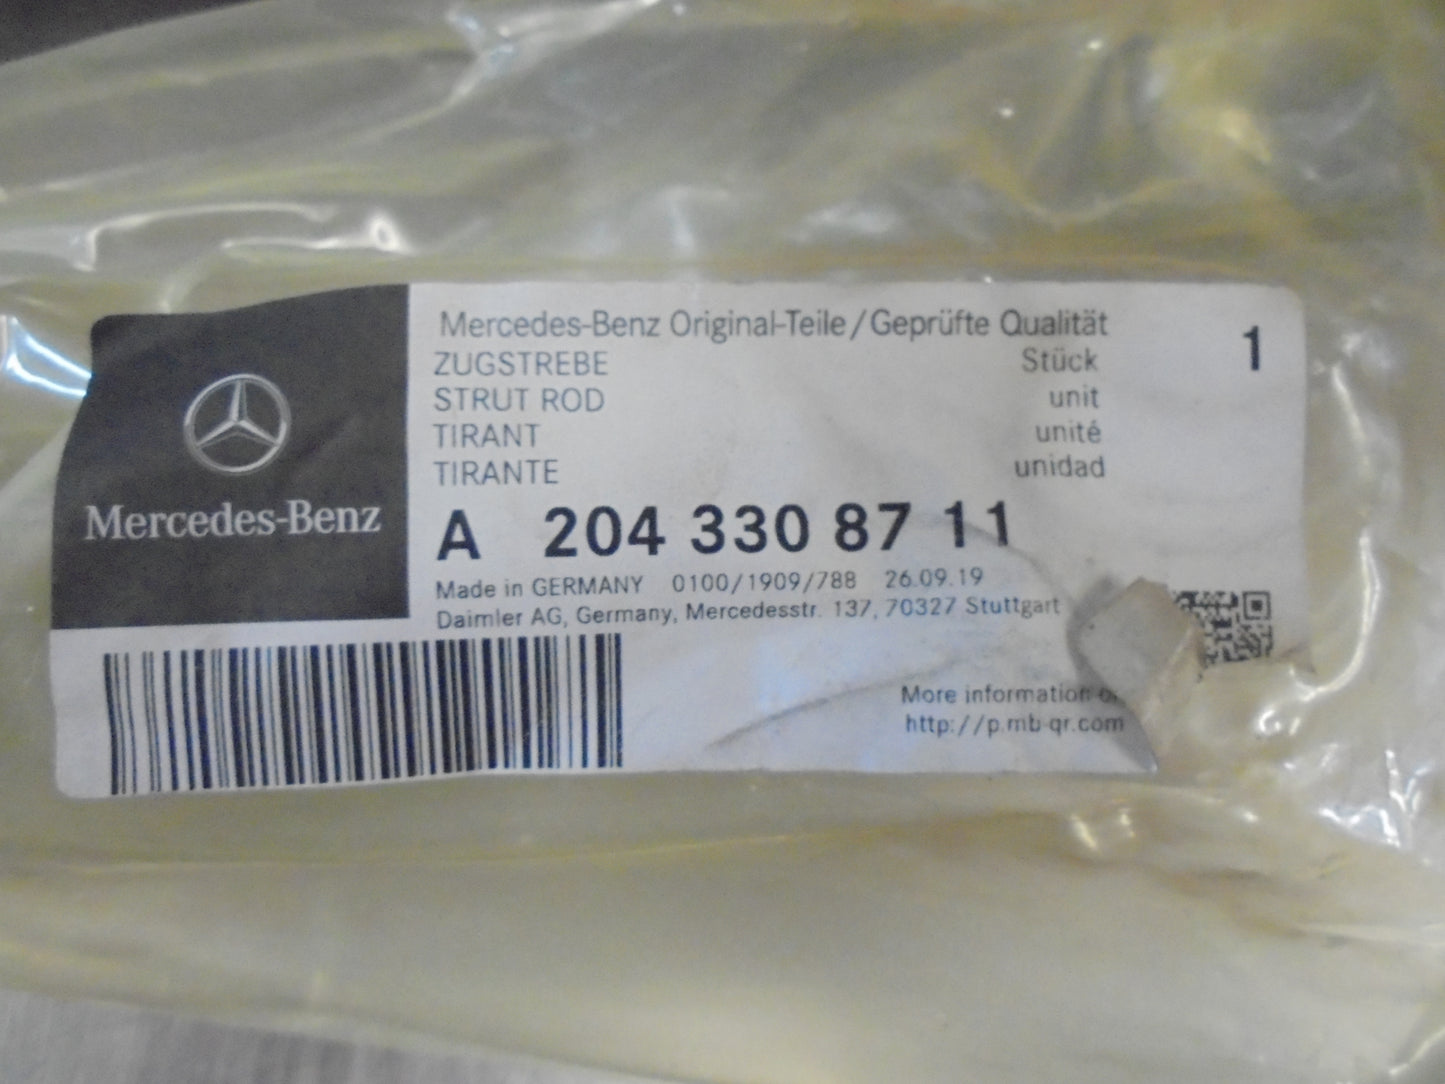 Mercedes-Benz
Mercedes-Benz Original-Teile/Geprüfte Qualität
ZUGSTREBE Stück 1
STRUT ROD unit
TIRANT unité
TIRANTE unidad
A 204 330 87 11
Made in GERMANY 0100/1909/788 26.09.19
Daimler AG, Germany, Mercedesstr. 137, 70327 Stuttgart
More information
http://p.mb-qr.com